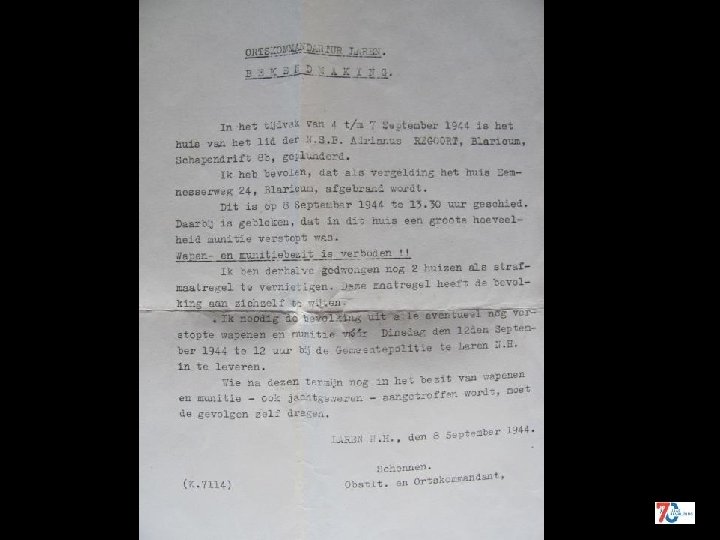 ORTSKOMMANDANTUR LAREN.
BEKENDMAKING.
In het tijdvak van 4 t/m 7 September 1944 is het
huis van het lid der N.S.B. Adrianus REGOORT, Blaricum,
Schapendrift 8b, geplunderd.
Ik heb bevolen, dat als vergelding het huis Eem-
nesserweg 24, Blaricum, afgebrand wordt.
Dit is op 8 September 1944 te 13.30 uur geschied.
Daarbij is gebleken, dat in dit huis een groote hoeveel-
heid munitie verstopt was.
Wapen- en munitiebezit is verboden !!
Ik ben derhalve gedwongen nog 2 huizen als straf-
maatregel te vernietigen. Deze maatregel heeft de bevol-
king aan zichzelf te wijten.
Ik noodig de bevolking uit alle eventueel nog ver-
stopte wapenen en munitie vóór Dinsdag den 12den Septem-
ber 1944 te 12 uur bij de Gemeentepolitie te Laren N.H.
in te leveren.
Wie na dezen termijn nog in het bezit van wapenen
en munitie - ook jachtgeweren - aangetroffen wordt, moet
de gevolgen zelf dragen.
LAREN N.H., den 8 September 1944.
Schonnen.
(K.7114) Obstlt. en Ortskommandant,
70